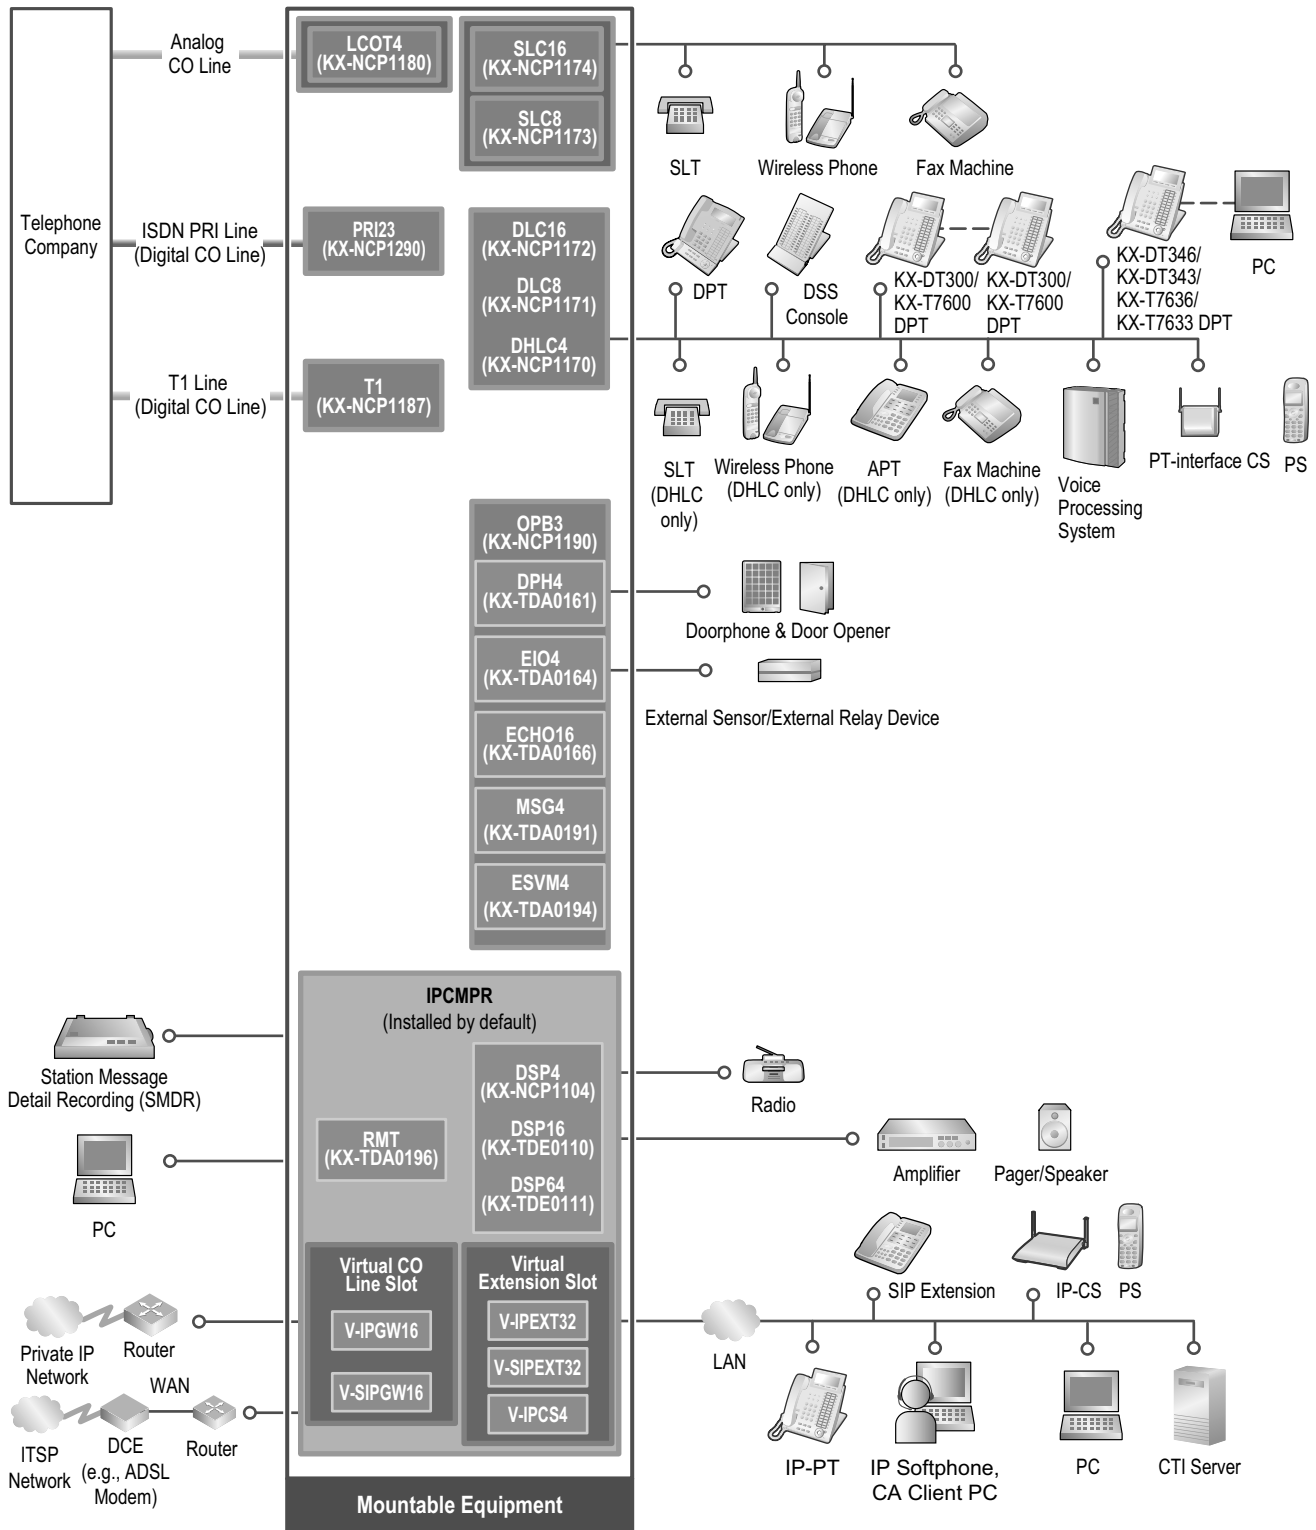 Analog
CO Line
LCOT4
(KX-NCP1180)
SLC16
(KX-NCP1174)
SLC8
(KX-NCP1173)
SLT
Wireless Phone
Fax Machine
Telephone
Company
ISDN PRI Line
(Digital CO Line)
PRI23
(KX-NCP1290)
DLC16
(KX-NCP1172)
DLC8
(KX-NCP1171)
DHLC4
(KX-NCP1170)
DPT
DSS
Console
KX-DT300/
KX-T7600
DPT
KX-DT300/
KX-T7600
DPT
KX-DT346/
KX-DT343/
KX-T7636/
KX-T7633 DPT
PC
T1 Line
(Digital CO Line)
T1
(KX-NCP1187)
SLT
(DHLC
only)
Wireless Phone
(DHLC only)
APT
(DHLC only)
Fax Machine
(DHLC only)
Voice
Processing
System
PT-interface CS
PS
OPB3
(KX-NCP1190)
DPH4
(KX-TDA0161)
Doorphone & Door Opener
EIO4
(KX-TDA0164)
External Sensor/External Relay Device
ECHO16
(KX-TDA0166)
MSG4
(KX-TDA0191)
ESVM4
(KX-TDA0194)
IPCMPR
(Installed by default)
Station Message
Detail Recording (SMDR)
DSP4
(KX-NCP1104)
DSP16
(KX-TDE0110)
DSP64
(KX-TDE0111)
Radio
RMT
(KX-TDA0196)
PC
Amplifier
Pager/Speaker
Virtual CO
Line Slot
V-IPGW16
V-SIPGW16
Virtual
Extension Slot
V-IPEXT32
V-SIPEXT32
V-IPCS4
SIP Extension
IP-CS
PS
Private IP
Network
Router
WAN
LAN
ITSP
Network
DCE
(e.g., ADSL
Modem)
Router
IP-PT
IP Softphone,
CA Client PC
PC
CTI Server
Mountable Equipment